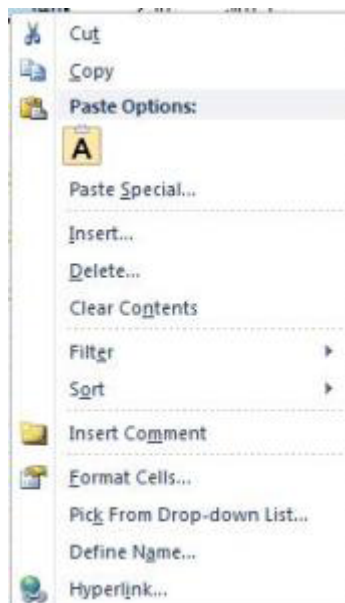 Cut
Copy
Paste Options:
A
Paste Special...
Insert...
Delete...
Clear Contents
Filter
Sort
Insert Comment
Format Cells...
Pick From Drop-down List...
Define Name...
Hyperlink...